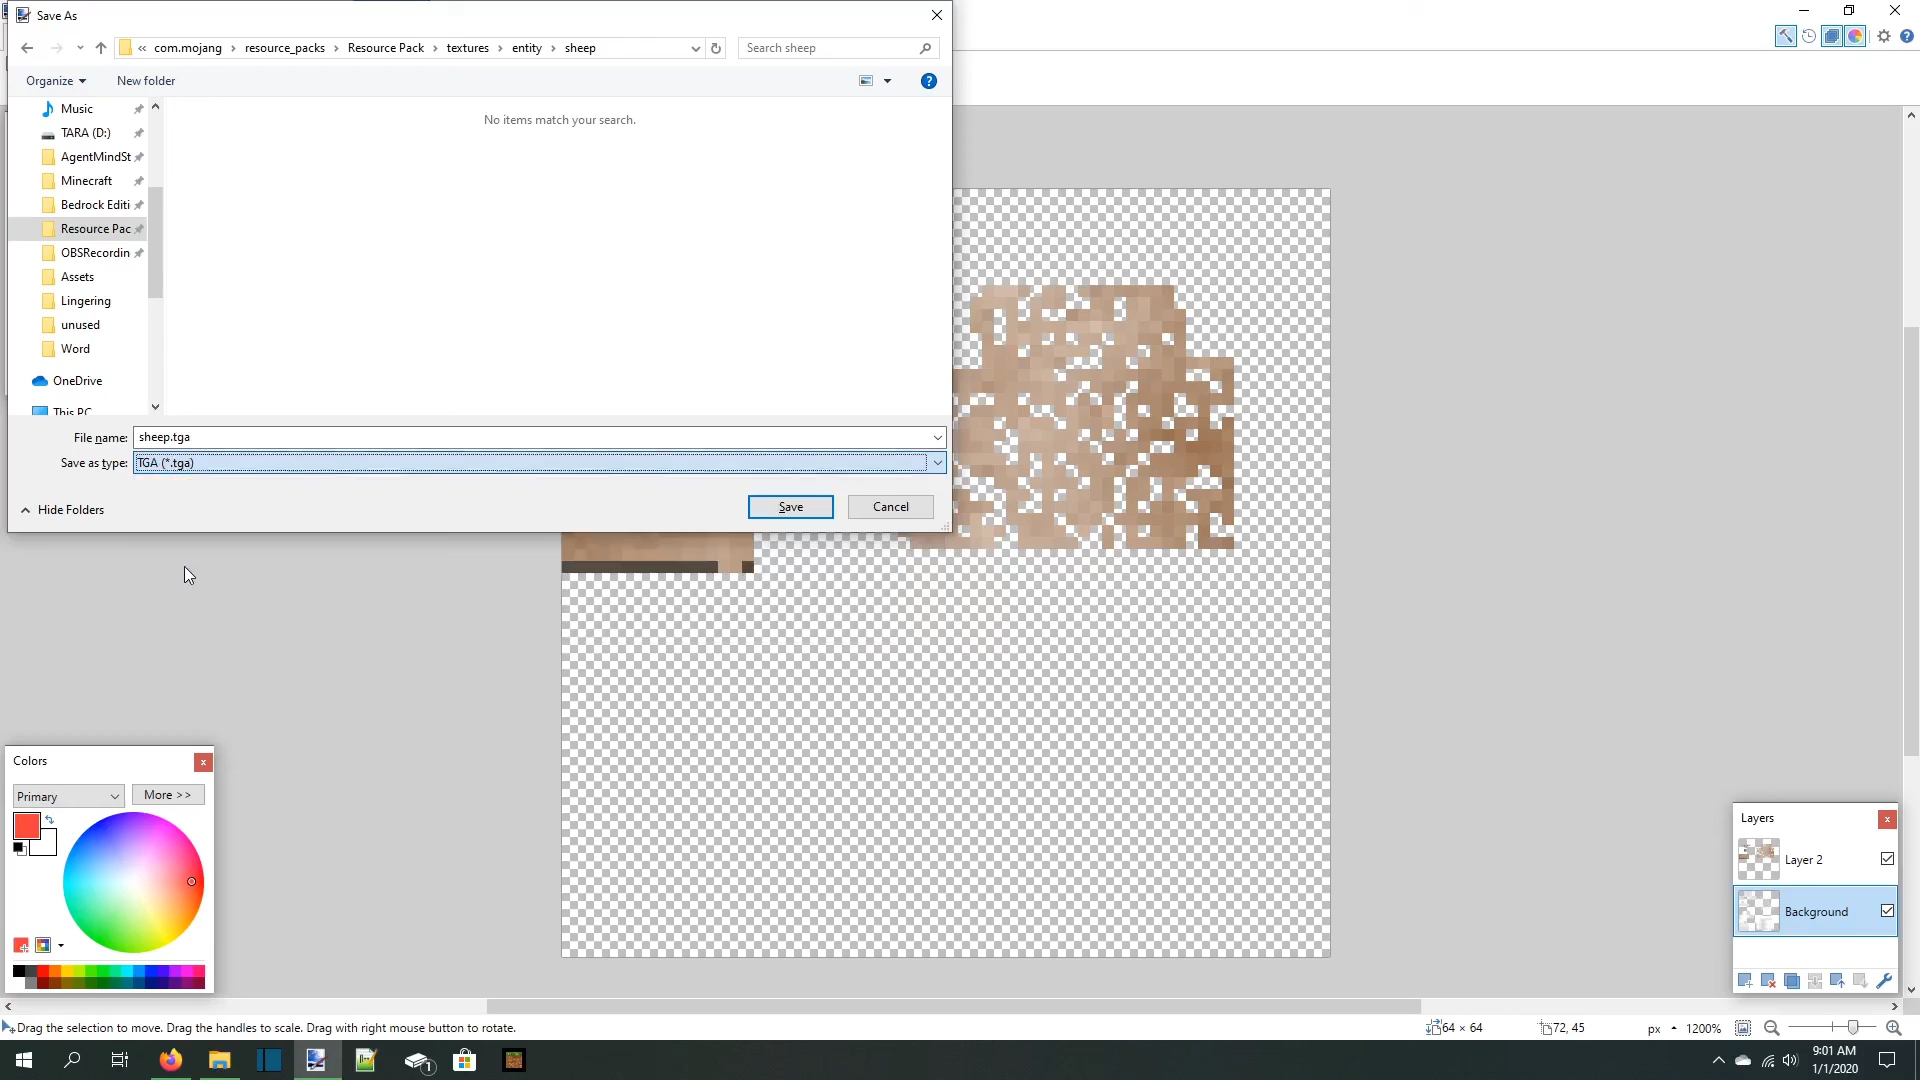 Save As
« com.mojang › resource_packs › Resource Pack › textures › entity › sheep
Search sheep
Organize
New folder
Music
TARA (D:)
AgentMindSt
Minecraft
Bedrock Editi
Resource Pac
OBSRecordin
Assets
Lingering
unused
Word
OneDrive
This PC
No items match your search.
File name: sheep.tga
Save as type: TGA (*.tga)
Hide Folders
Save
Cancel
Colors
Primary
More >>
Layers
Layer 2
Background
Drag the selection to move. Drag the handles to scale. Drag with right mouse button to rotate.
64 × 64
72, 45
px
1200%
1
9:01 AM
1/1/2020